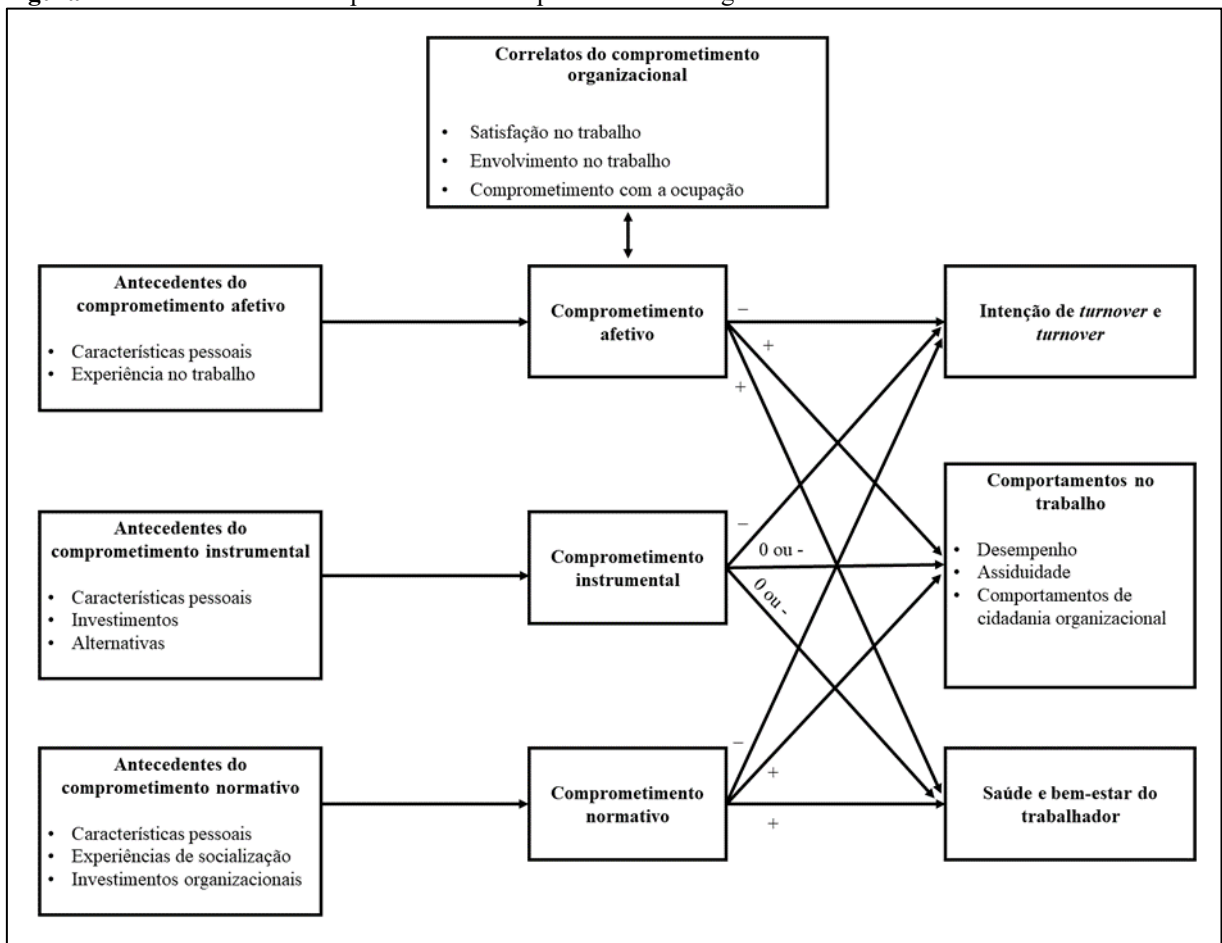 Correlatos do comprometimento
organizacional
• Satisfação no trabalho
• Envolvimento no trabalho
• Comprometimento com a ocupação
Antecedentes do
comprometimento afetivo
• Características pessoais
• Experiência no trabalho
Comprometimento
afetivo
−
+
+
Intenção de turnover e
turnover
Antecedentes do
comprometimento instrumental
• Características pessoais
• Investimentos
• Alternativas
Comprometimento
instrumental
−
0 ou -
0 ou -
Comportamentos no
trabalho
• Desempenho
• Assiduidade
• Comportamentos de
cidadania organizacional
Antecedentes do
comprometimento normativo
• Características pessoais
• Experiências de socialização
• Investimentos organizacionais
Comprometimento
normativo
−
+
+
Saúde e bem-estar do
trabalhador